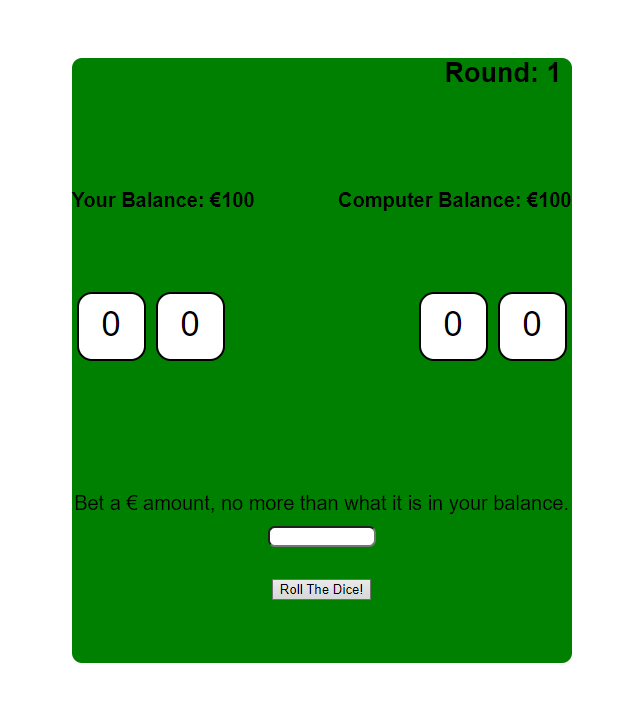 Round: 1
Your Balance: €100 Computer Balance: €100
0 0 0 0
Bet a € amount, no more than what it is in your balance.
Roll The Dice!